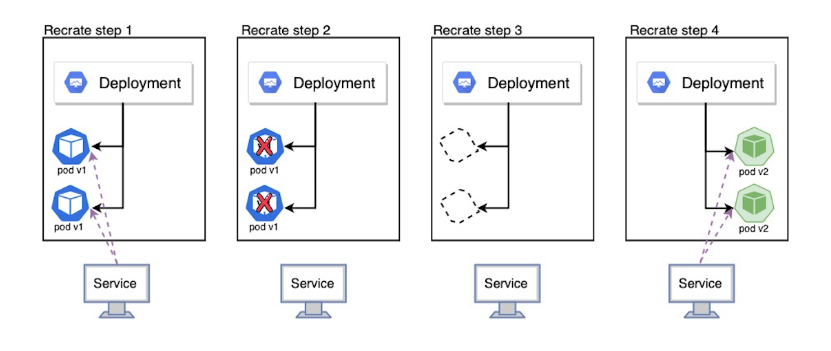 Recrate step 1
Deployment
pod v1
pod v1
Service
Recrate step 2
Deployment
pod v1
pod v1
Service
Recrate step 3
Deployment
Service
Recrate step 4
Deployment
pod v2
pod v2
Service